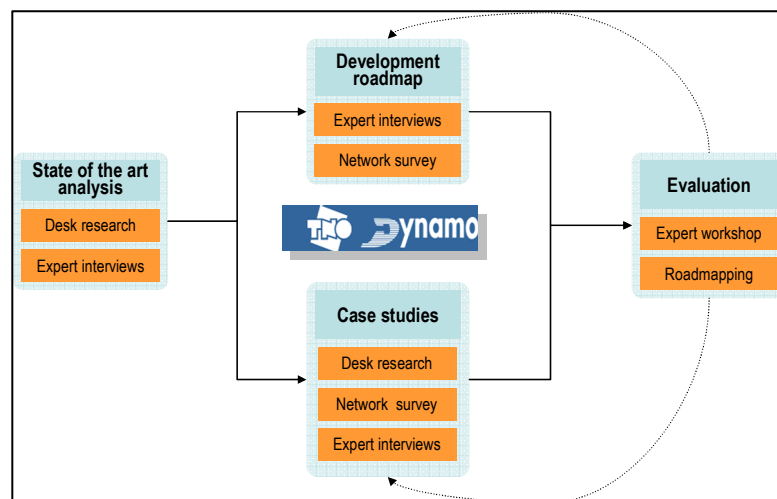 Development
roadmap
Expert interviews
Network survey
State of the art
analysis
Desk research
Expert interviews
TNO Dynamo
Evaluation
Expert workshop
Roadmapping
Case studies
Desk research
Network survey
Expert interviews